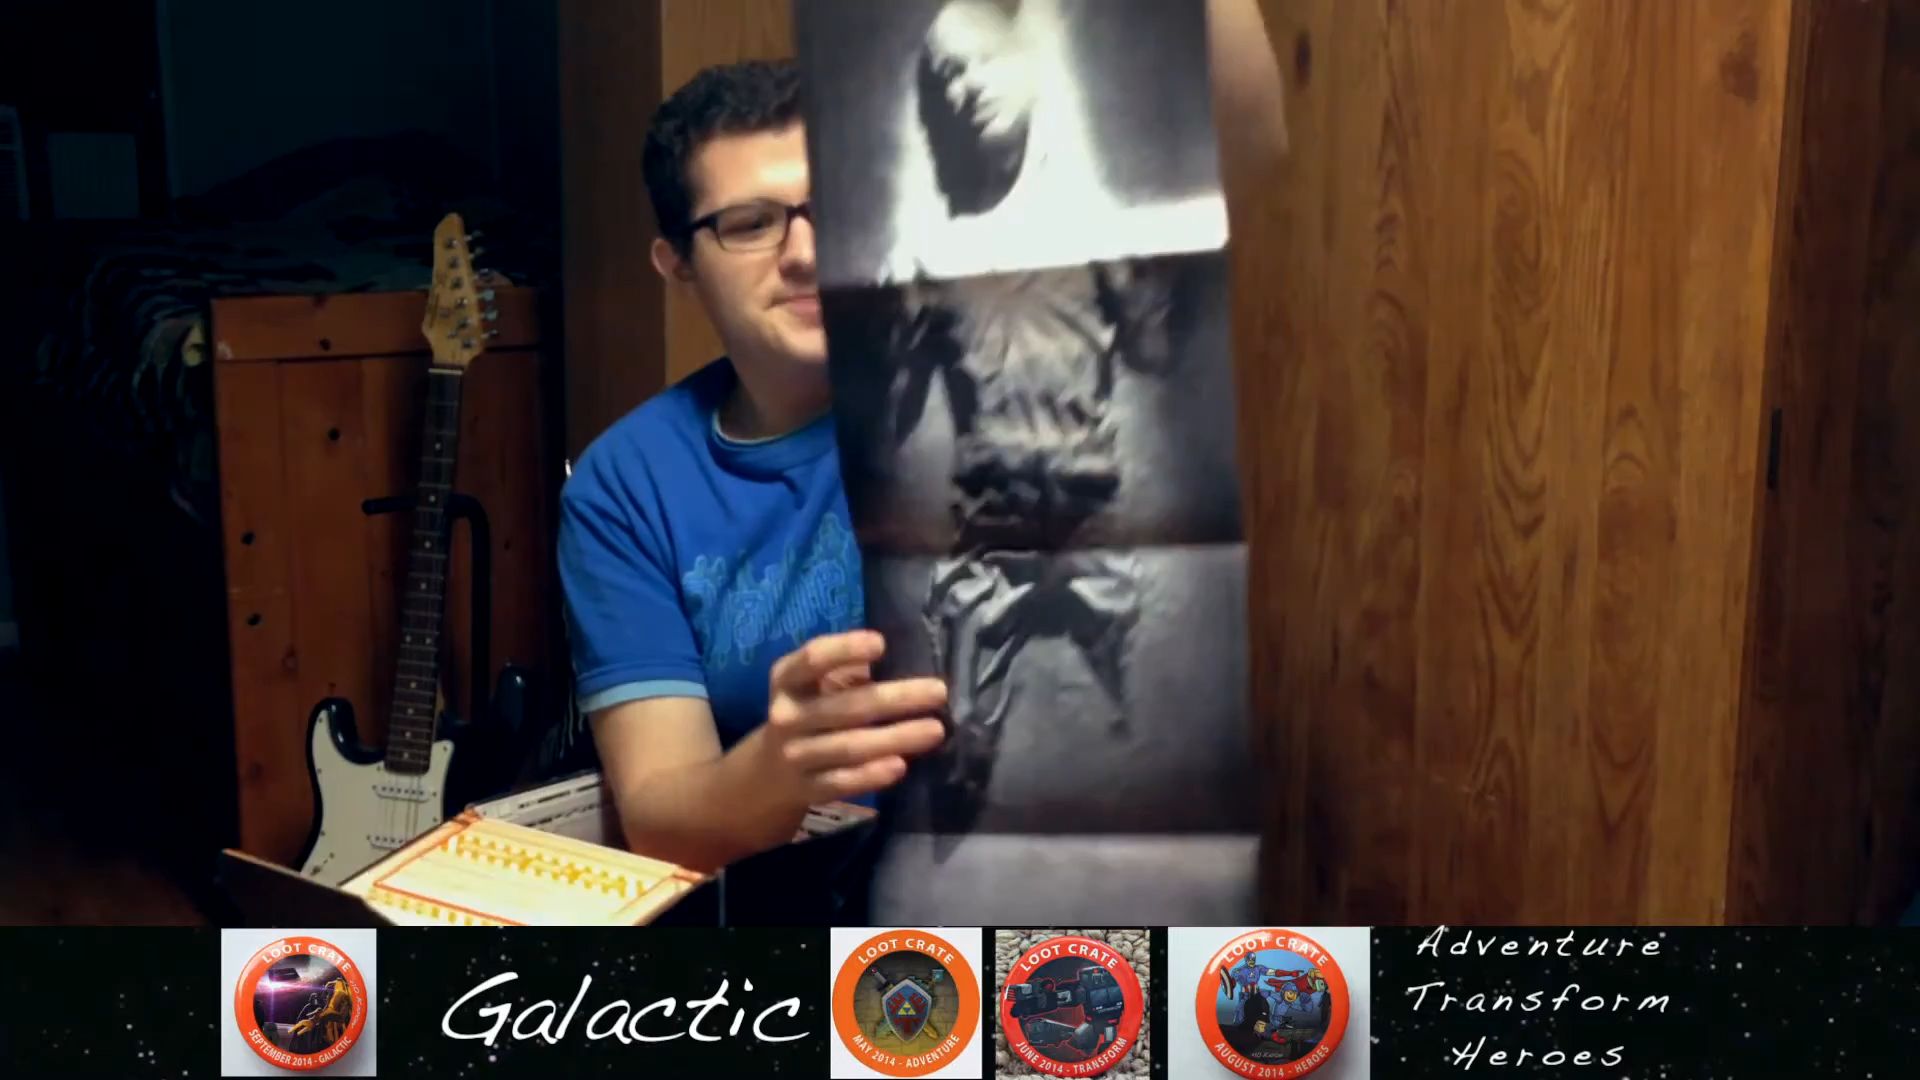 LOOT CRATE
SEPTEMBER 2014 - GALACTIC
Galactic
LOOT CRATE
MAY 2014 - ADVENTURE
LOOT CRATE
JUNE 2014 - TRANSFORM
LOOT CRATE
AUGUST 2014 - HEROES
Adventure
Transform
Heroes